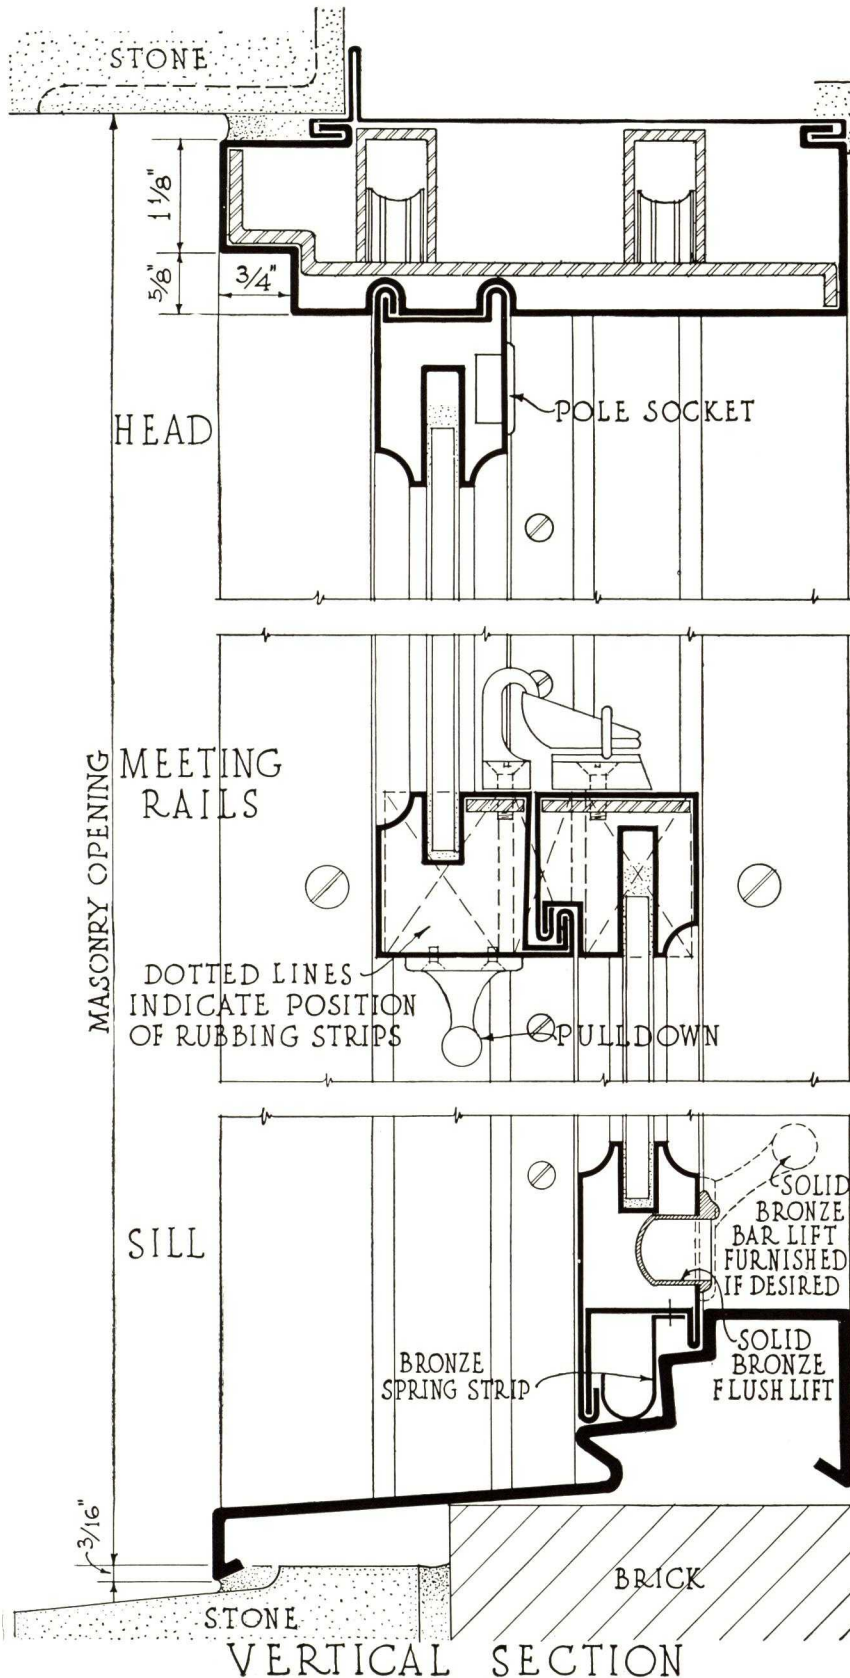 STONE
1 1/8"
5/8"
3/4"
HEAD
POLE SOCKET
MASONRY OPENING
MEETING
RAILS
DOTTED LINES
INDICATE POSITION
OF RUBBING STRIPS
PULLDOWN
SILL
SOLID
BRONZE
BAR LIFT
FURNISHED
IF DESIRED
BRONZE
SPRING STRIP
SOLID
BRONZE
FLUSH LIFT
3/16"
BRICK
STONE
VERTICAL SECTION